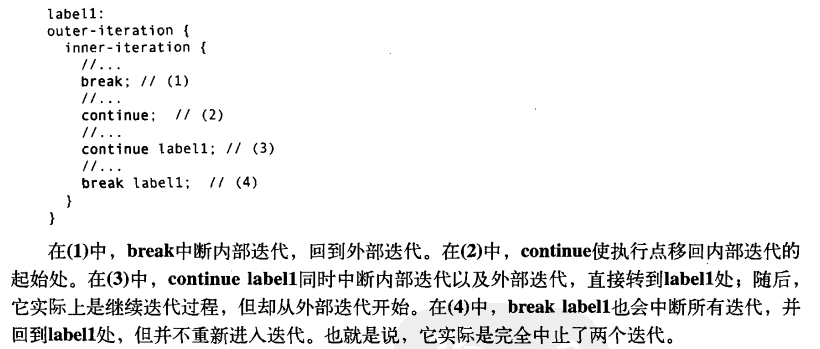 label1:
outer-iteration {
inner-iteration {
//...
break; // (1)
//...
continue; // (2)
//...
continue label1; // (3)
//...
break label1; // (4)
}
}
在(1)中，break中断内部迭代，回到外部迭代。在(2)中，continue使执行点移回内部迭代的
起始处。在(3)中，continue label1同时中断内部迭代以及外部迭代，直接转到label1处；随后，
它实际上是继续迭代过程，但却从外部迭代开始。在(4)中，break label1也会中断所有迭代，并
回到label1处，但并不重新进入迭代。也就是说，它实际是完全中止了两个迭代。